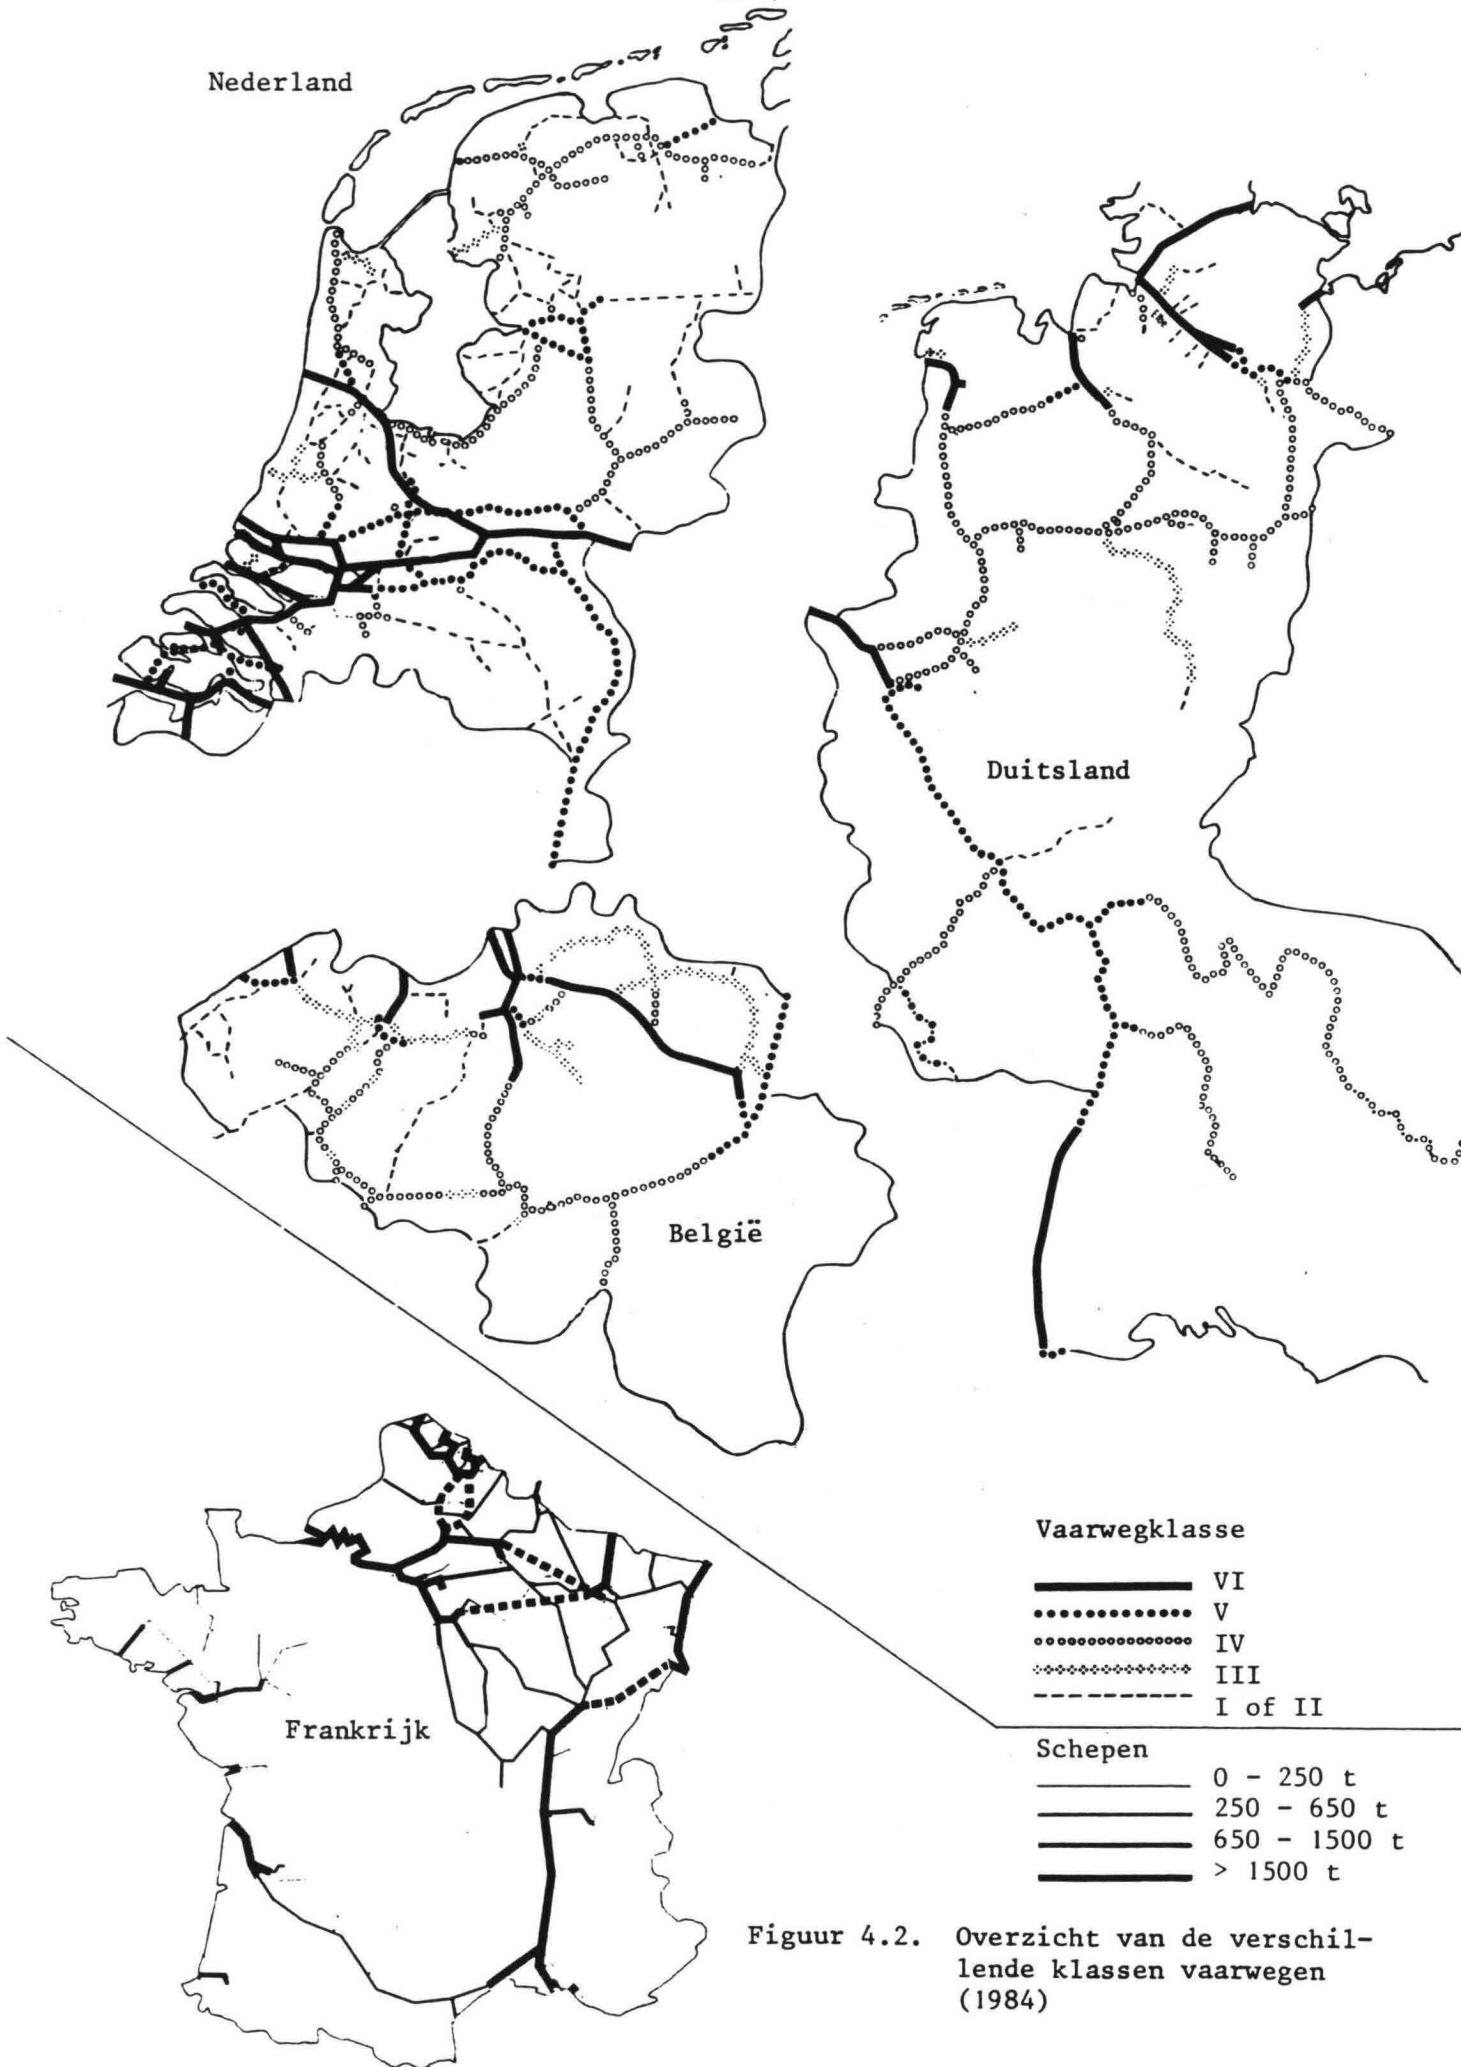 Nederland
Duitsland
België
Frankrijk
Vaarwegklasse
VI
V
IV
III
I of II
Schepen
0 - 250 t
250 - 650 t
650 - 1500 t
> 1500 t
Figuur 4.2. Overzicht van de verschil-
lende klassen vaarwegen
(1984)